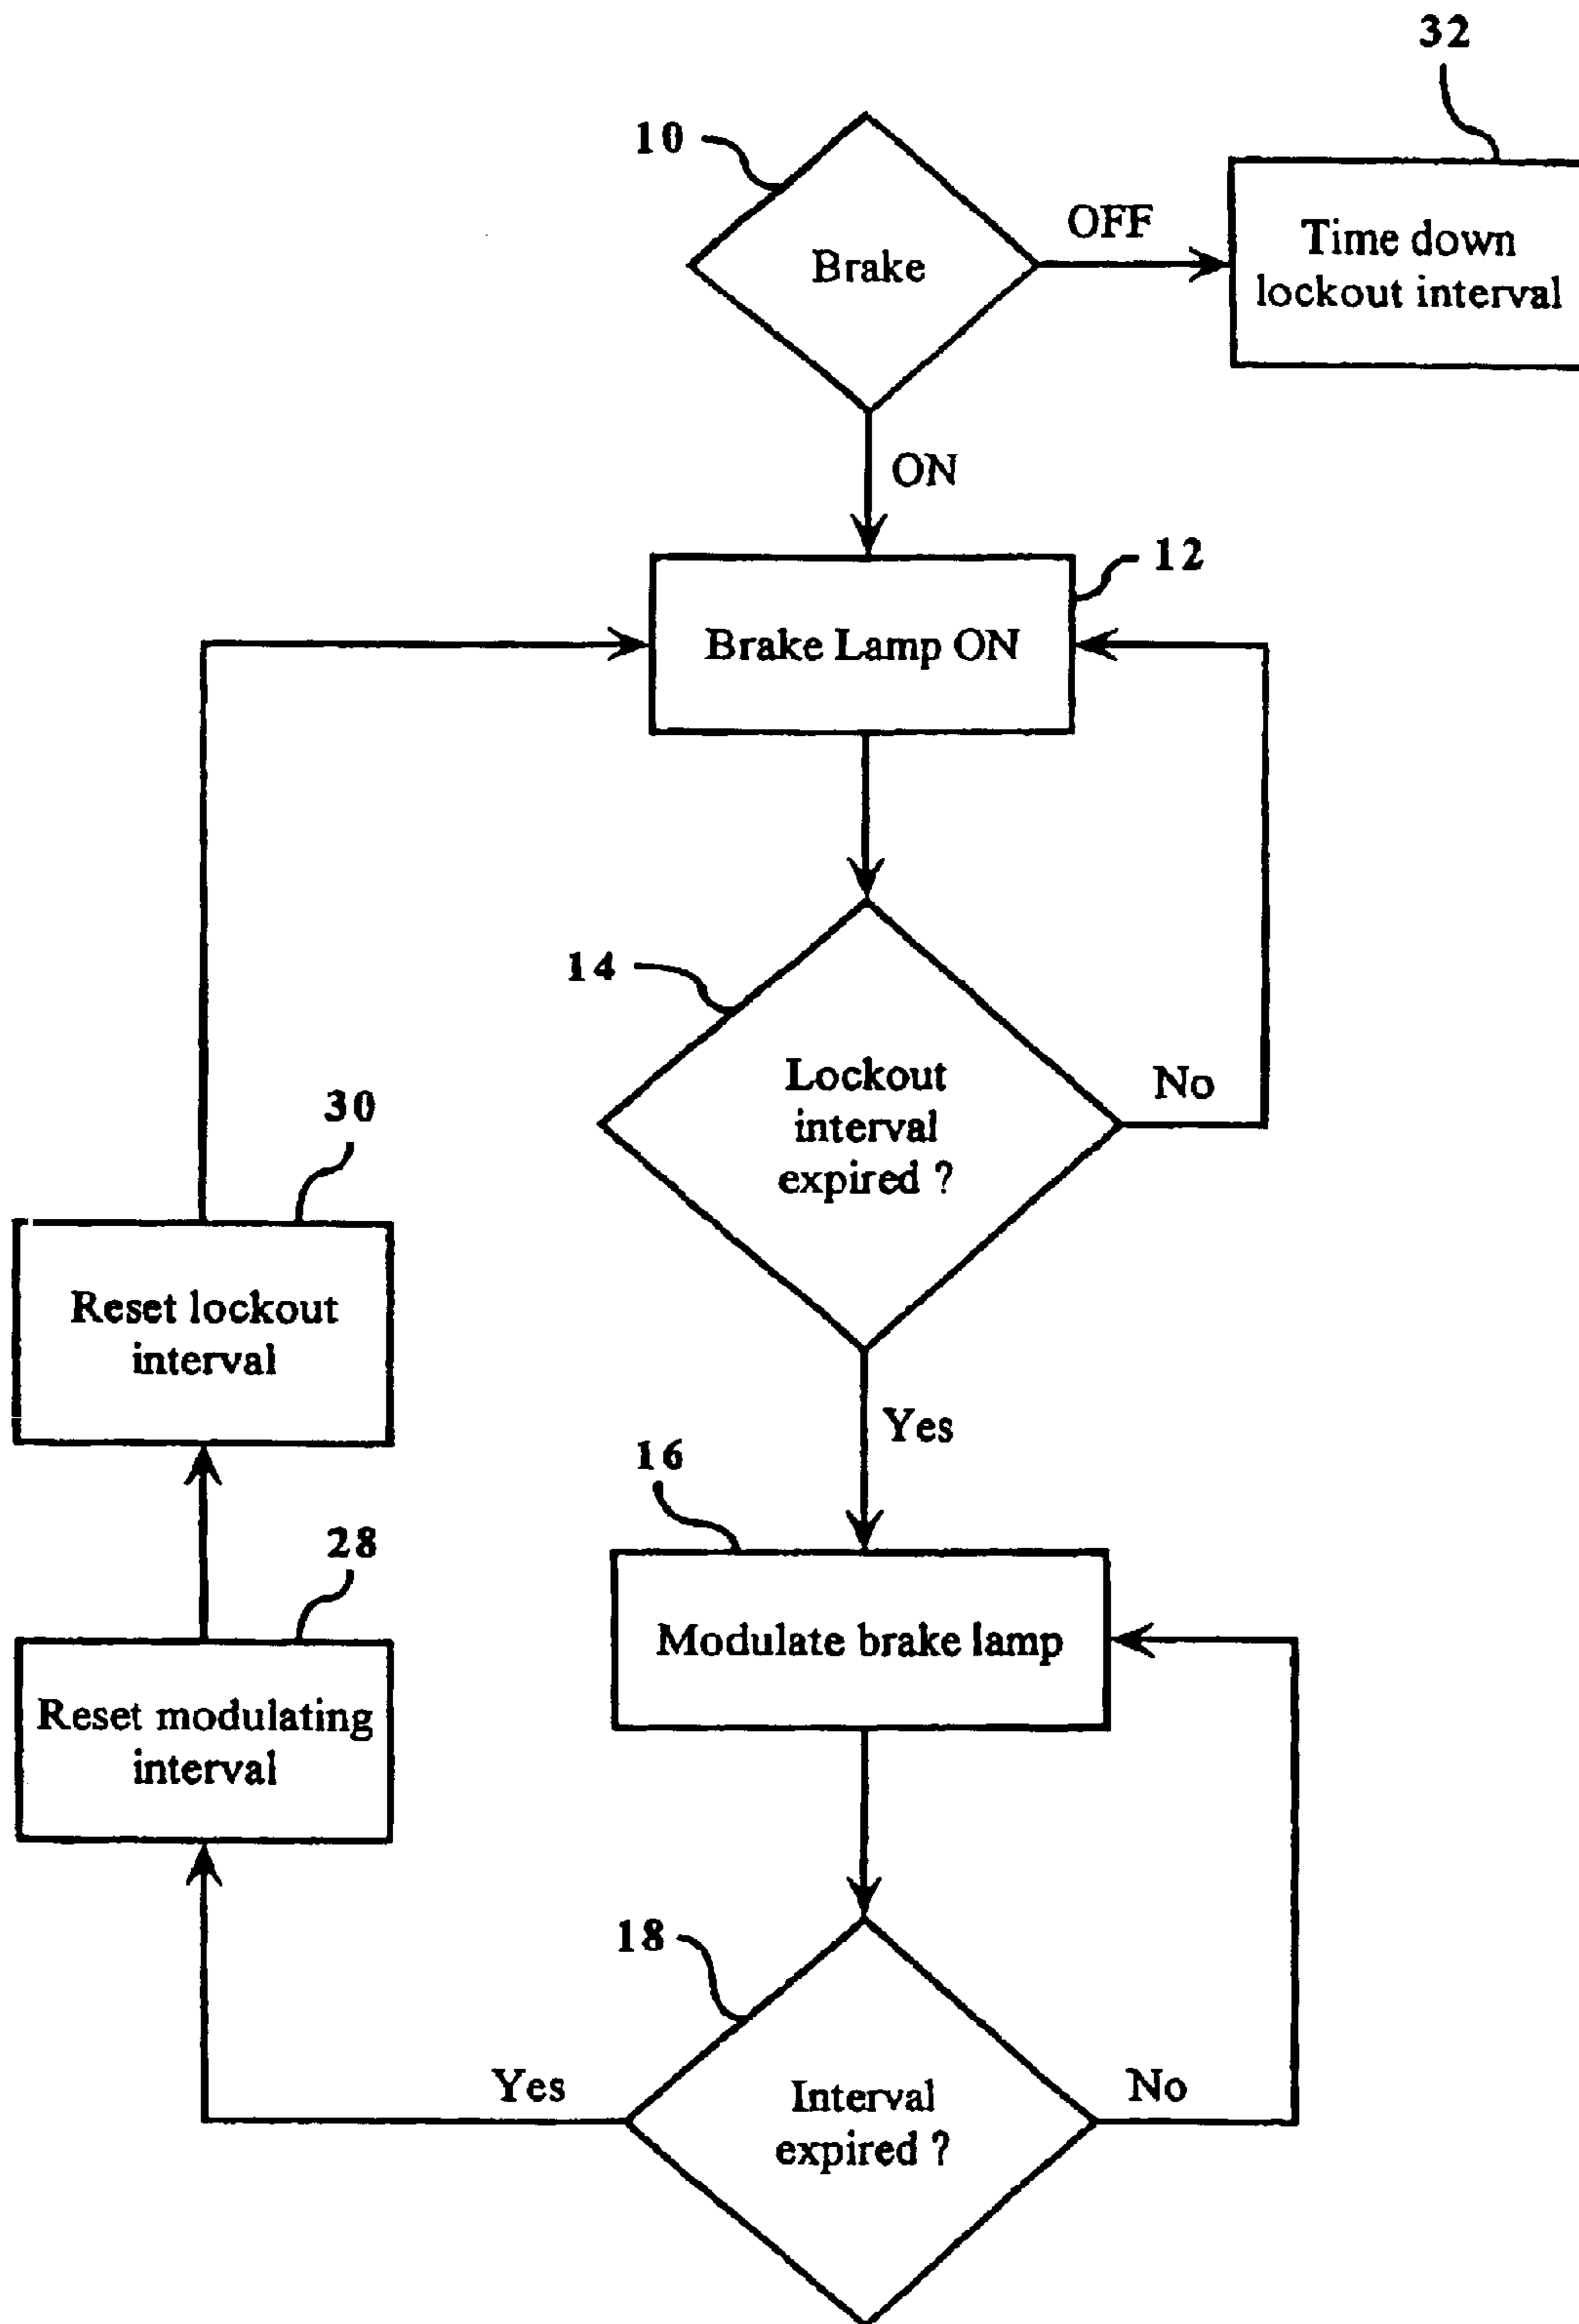 32
10
OFF
Brake
Time down
lockout interval
ON
12
Brake Lamp ON
14
Lockout
interval
expired ?
No
30
Reset lockout
interval
Yes
16
28
Modulate brake lamp
Reset modulating
interval
18
Yes
Interval
expired ?
No